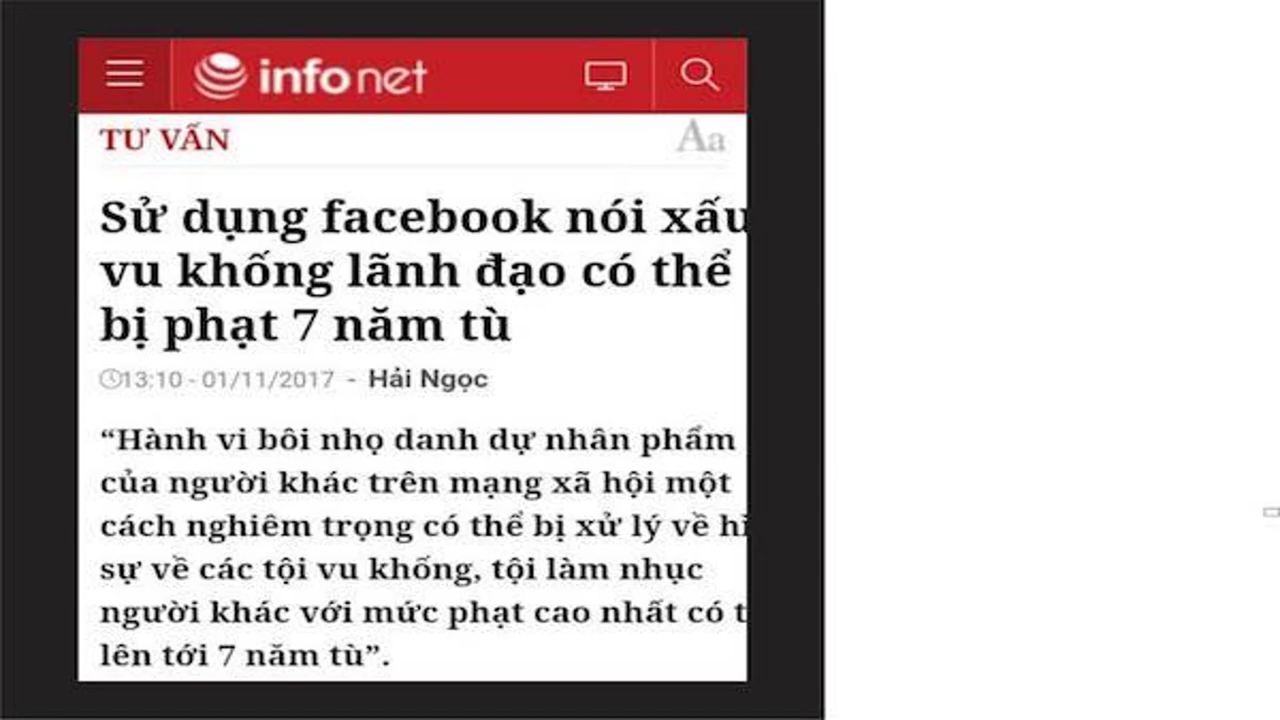 infonet
TƯ VẤN
Aa
Sử dụng facebook nói xấu
vu khống lãnh đạo có thể
bị phạt 7 năm tù
13:10 - 01/11/2017 - Hải Ngọc
“Hành vi bôi nhọ danh dự nhân phẩm
của người khác trên mạng xã hội một
cách nghiêm trọng có thể bị xử lý về
sự về các tội vu khống, tội làm nhục
người khác với mức phạt cao nhất có
lên tới 7 năm tù”.